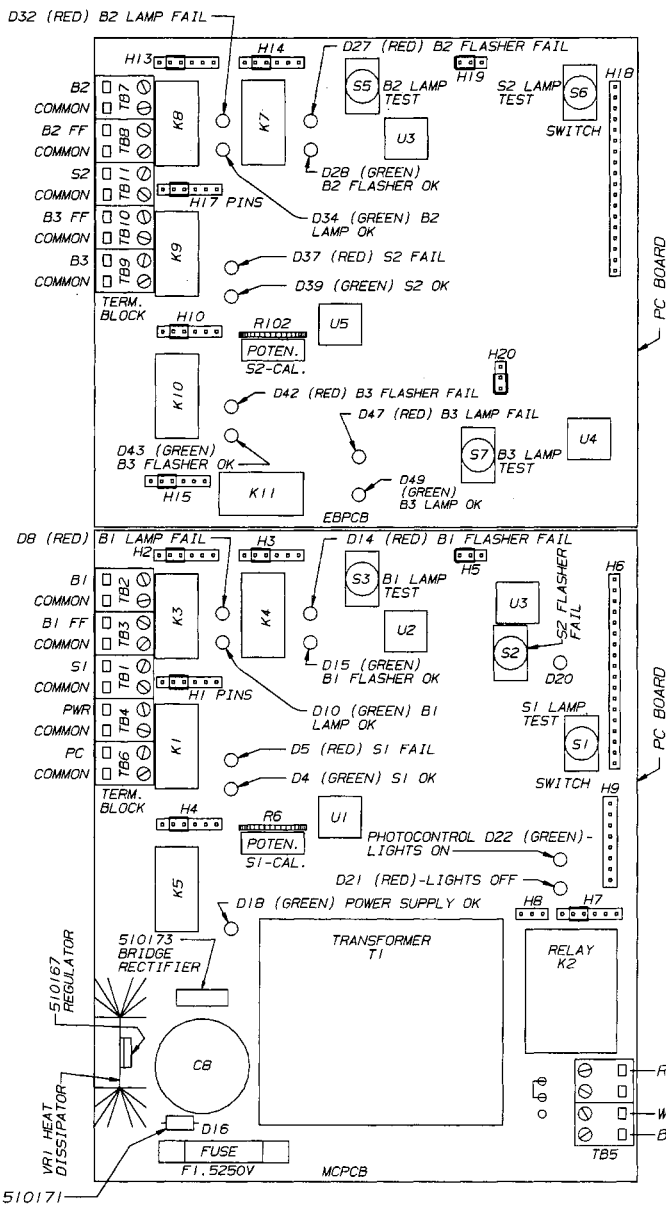 D32 (RED) B2 LAMP FAIL
H13
H14
D27 (RED) B2 FLASHER FAIL
H19
H18
B2
COMMON
TB7
B2 FF
COMMON
TB8
S2
COMMON
TB11
B3 FF
COMMON
TB10
B3
COMMON
TB9
TERM.
BLOCK
K8
K7
S5
B2 LAMP
TEST
S2 LAMP
TEST
S6
SWITCH
U3
D28 (GREEN)
B2 FLASHER OK
H17 PINS
D34 (GREEN) B2
LAMP OK
K9
D37 (RED) S2 FAIL
D39 (GREEN) S2 OK
PC BOARD
H10
R102
POTEN.
S2-CAL.
U5
H20
K10
D42 (RED) B3 FLASHER FAIL
D47 (RED) B3 LAMP FAIL
D43 (GREEN)
B3 FLASHER OK
S7
B3 LAMP
TEST
U4
H15
K11
D49
(GREEN)
B3 LAMP OK
EBPCB
D8 (RED) B1 LAMP FAIL
H2
H3
D14 (RED) B1 FLASHER FAIL
H5
H6
B1
COMMON
TB2
B1 FF
COMMON
TB3
S1
COMMON
TB1
PWR
COMMON
TB4
PC
COMMON
TB6
TERM.
BLOCK
K3
K4
S3
B1 LAMP
TEST
U2
U3
S2
S2 FLASHER
FAIL
D20
D15 (GREEN)
B1 FLASHER OK
H1 PINS
D10 (GREEN) B1
LAMP OK
K1
S1 LAMP
TEST
S1
SWITCH
PC BOARD
D5 (RED) S1 FAIL
D4 (GREEN) S1 OK
H4
R6
POTEN.
S1-CAL.
U1
H9
PHOTOCONTROL D22 (GREEN)-
LIGHTS ON
D21 (RED)-LIGHTS OFF
K5
D18 (GREEN) POWER SUPPLY OK
H8
H7
510167
REGULATOR
510173
BRIDGE
RECTIFIER
TRANSFORMER
T1
RELAY
K2
C8
VR1 HEAT
DISSIPATOR
D16
FUSE
F1.5250V
MCPCB
R
W
B
TB5
510171